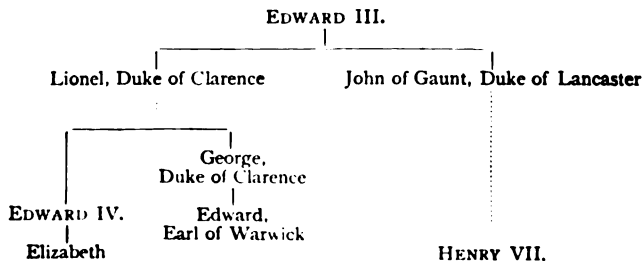 EDWARD III.
Lionel, Duke of Clarence John of Gaunt, Duke of Lancaster
George,
Duke of Clarence
EDWARD IV. Edward,
Earl of Warwick
Elizabeth HENRY VII.